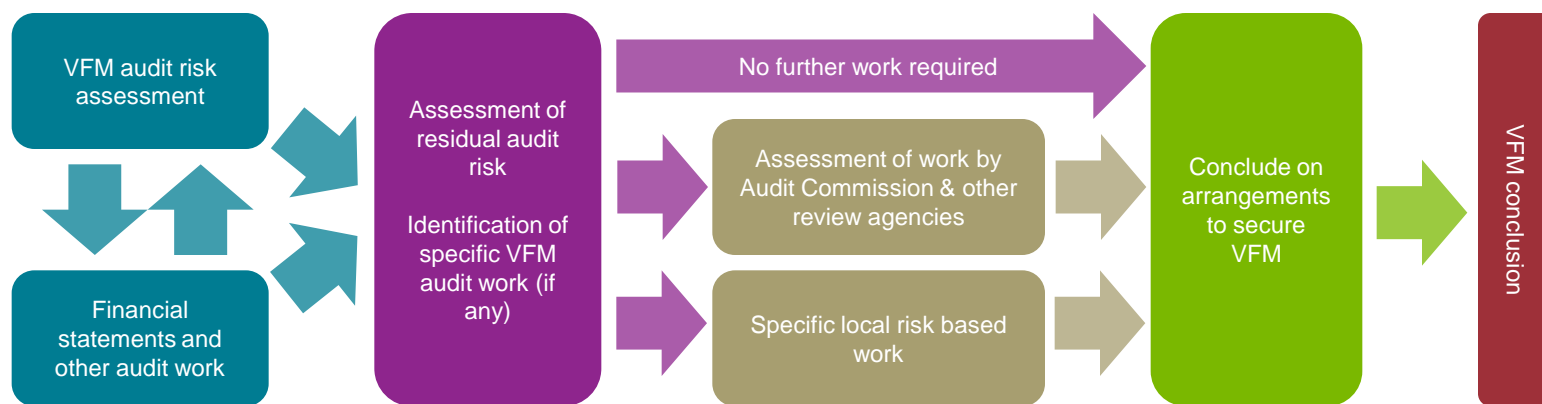 VFM audit risk
assessment
Financial
statements and
other audit work
Assessment of
residual audit
risk
Identification of
specific VFM
audit work (if
any)
No further work required
Assessment of work by
Audit Commission & other
review agencies
Specific local risk based
work
Conclude on
arrangements
to secure
VFM
VFM conclusion